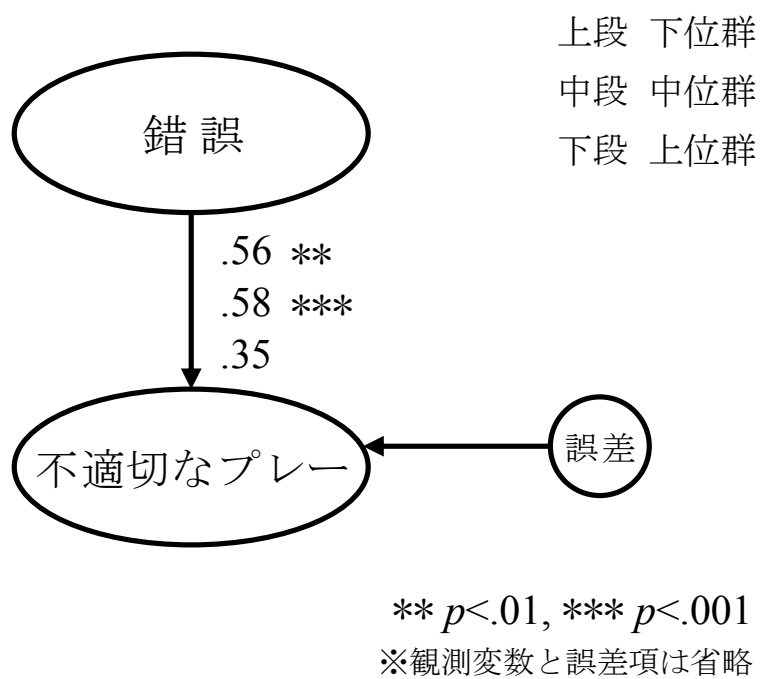 上段 下位群
中段 中位群
下段 上位群
錯 誤
.56 **
.58 ***
.35
不適切なプレー
誤差
** p<.01, *** p<.001
※観測変数と誤差項は省略